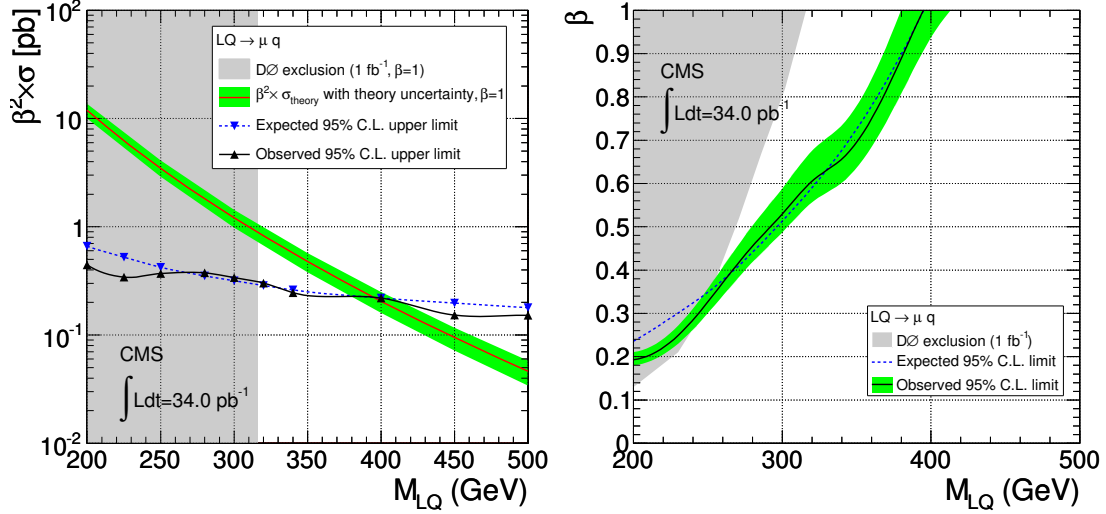 β²×σ [pb]
LQ → μ q
DØ exclusion (1 fb⁻¹, β=1)
β²× σ_theory with theory uncertainty, β=1
Expected 95% C.L. upper limit
Observed 95% C.L. upper limit
10²
10
1
10⁻¹
10⁻²
CMS
∫ Ldt=34.0 pb⁻¹
200 250 300 350 400 450 500
M_LQ (GeV)
β
1
0.9
0.8
0.7
0.6
0.5
0.4
0.3
0.2
0.1
0
CMS
∫ Ldt=34.0 pb⁻¹
LQ → μ q
DØ exclusion (1 fb⁻¹)
Expected 95% C.L. limit
Observed 95% C.L. limit
200 300 400 500
M_LQ (GeV)